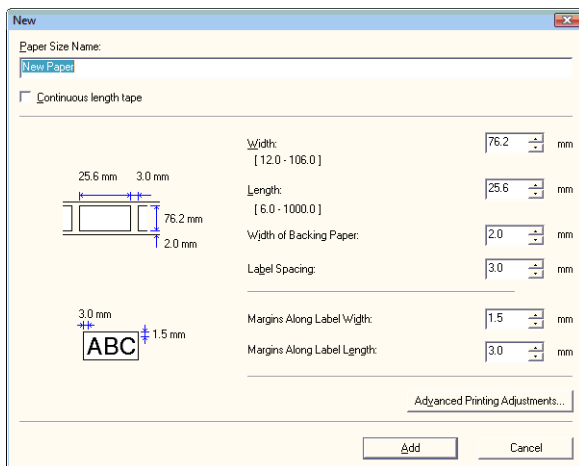 New
Paper Size Name:
New Paper
Continuous length tape
Width: 76.2 mm
[ 12.0 - 106.0 ]
Length: 25.6 mm
[ 6.0 - 1000.0 ]
Width of Backing Paper: 2.0 mm
Label Spacing: 3.0 mm
25.6 mm 3.0 mm
76.2 mm
2.0 mm
Margins Along Label Width: 1.5 mm
Margins Along Label Length: 3.0 mm
3.0 mm
1.5 mm
ABC
Advanced Printing Adjustments...
Add Cancel